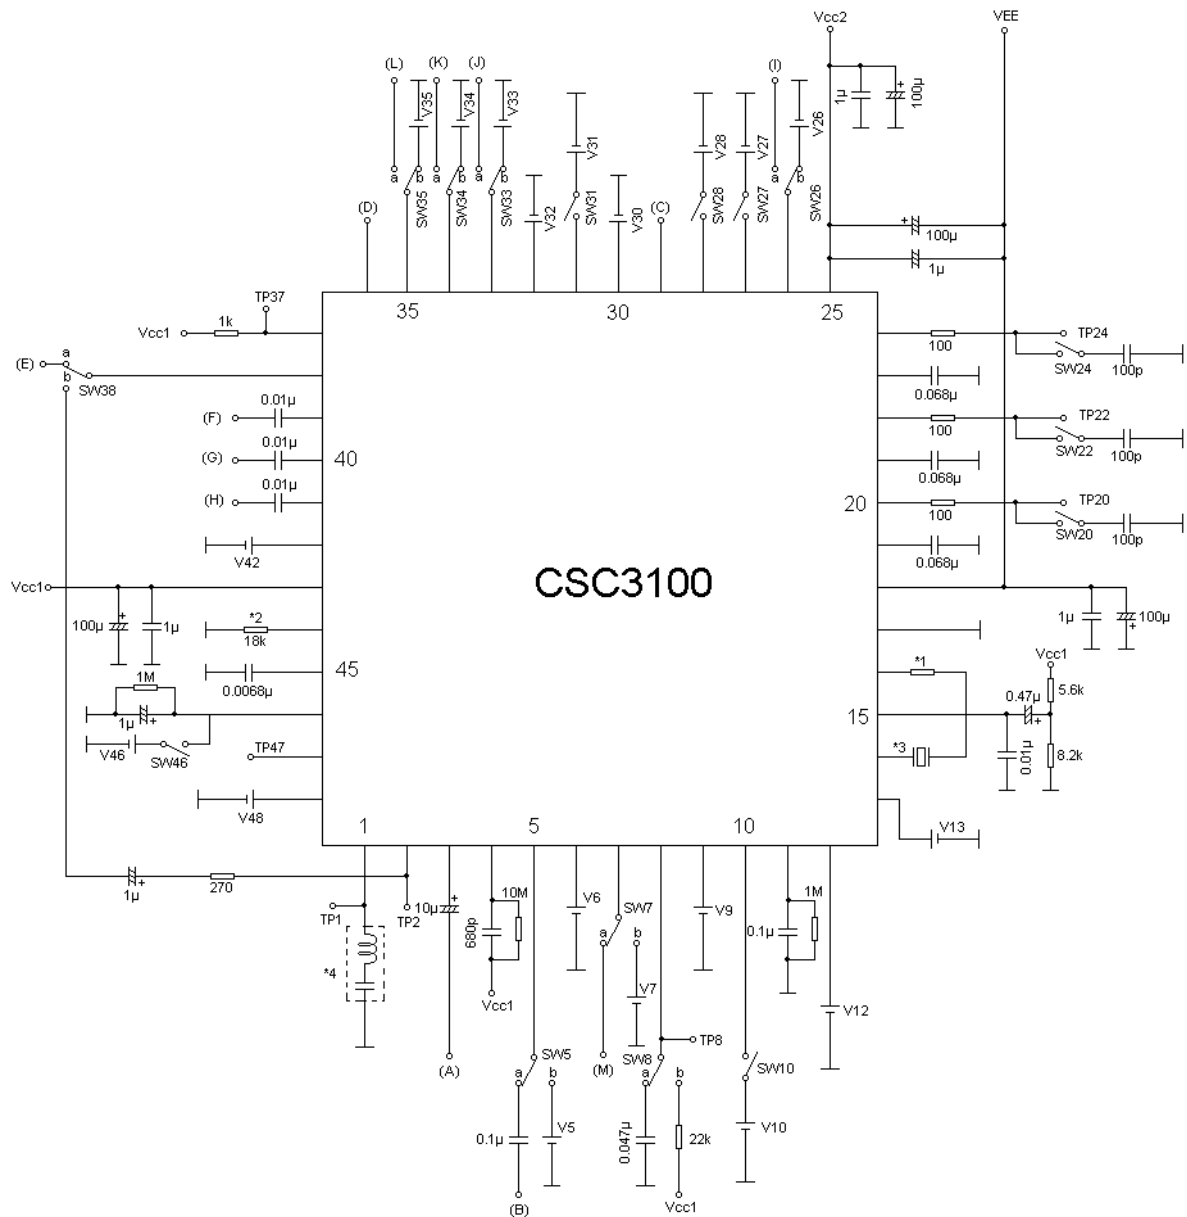 Vcc2
VEE
(L)
(K)
(J)
(I)
V35
V34
V33
V31
V28
V27
V26
1µ
+
100µ
a
b
SW35
a
b
SW34
a
b
SW33
V32
SW31
V30
SW28
SW27
a
b
SW26
(D)
(C)
+
100µ
1µ
TP37
Vcc1
1k
35
30
25
100
TP24
SW24
100p
(E)
a
b
SW38
0.068µ
(F)
0.01µ
100
TP22
SW22
100p
(G)
0.01µ
40
0.068µ
(H)
0.01µ
20
100
TP20
SW20
100p
V42
0.068µ
CSC3100
Vcc1
100µ
+
1µ
1µ
+
100µ
*2
18k
45
0.0068µ
*1
Vcc1
5.6k
0.47µ
+
1M
1µ
+
15
V46
SW46
TP47
*3
0.01µ
8.2k
V48
1
5
10
V13
1µ
+
270
TP1
TP2
10µ
+
10M
680p
Vcc1
V6
SW7
a
b
V7
V9
1M
0.1µ
*4
V12
(A)
SW5
a
b
(M)
SW8
a
b
TP8
SW10
0.1µ
V5
0.047µ
22k
V10
(B)
Vcc1